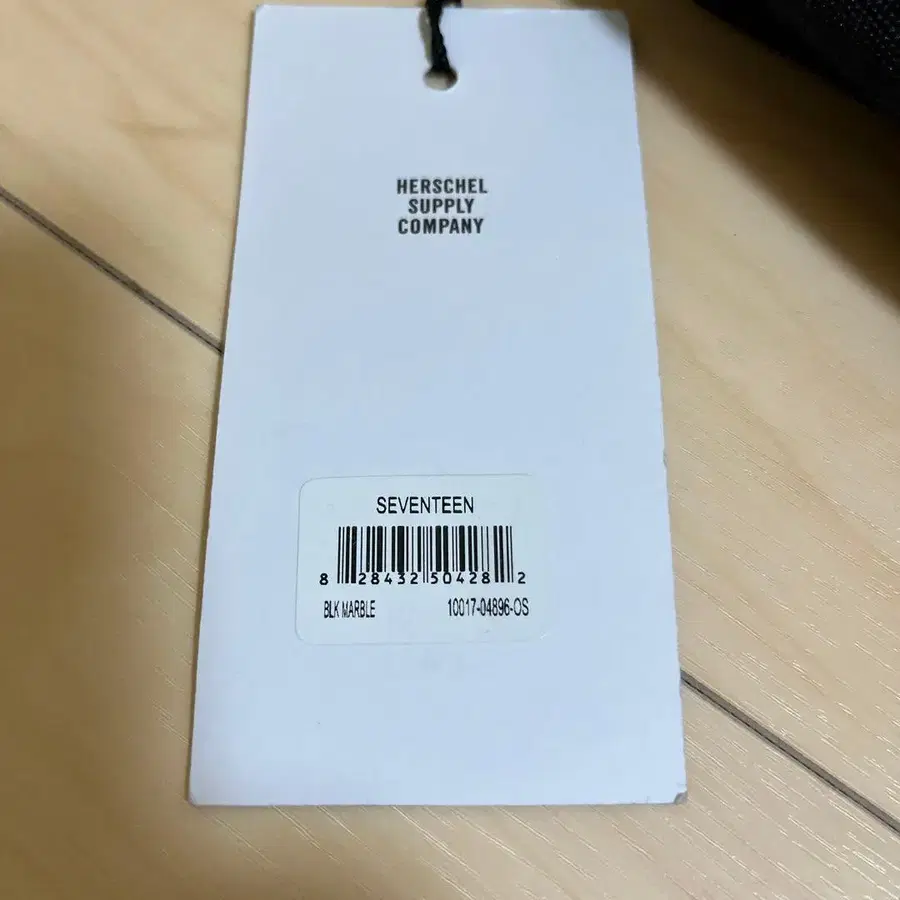 HERSCHEL
SUPPLY
COMPANY
SEVENTEEN
8 28432 50428 2
BLK MARBLE 10017-04896-OS